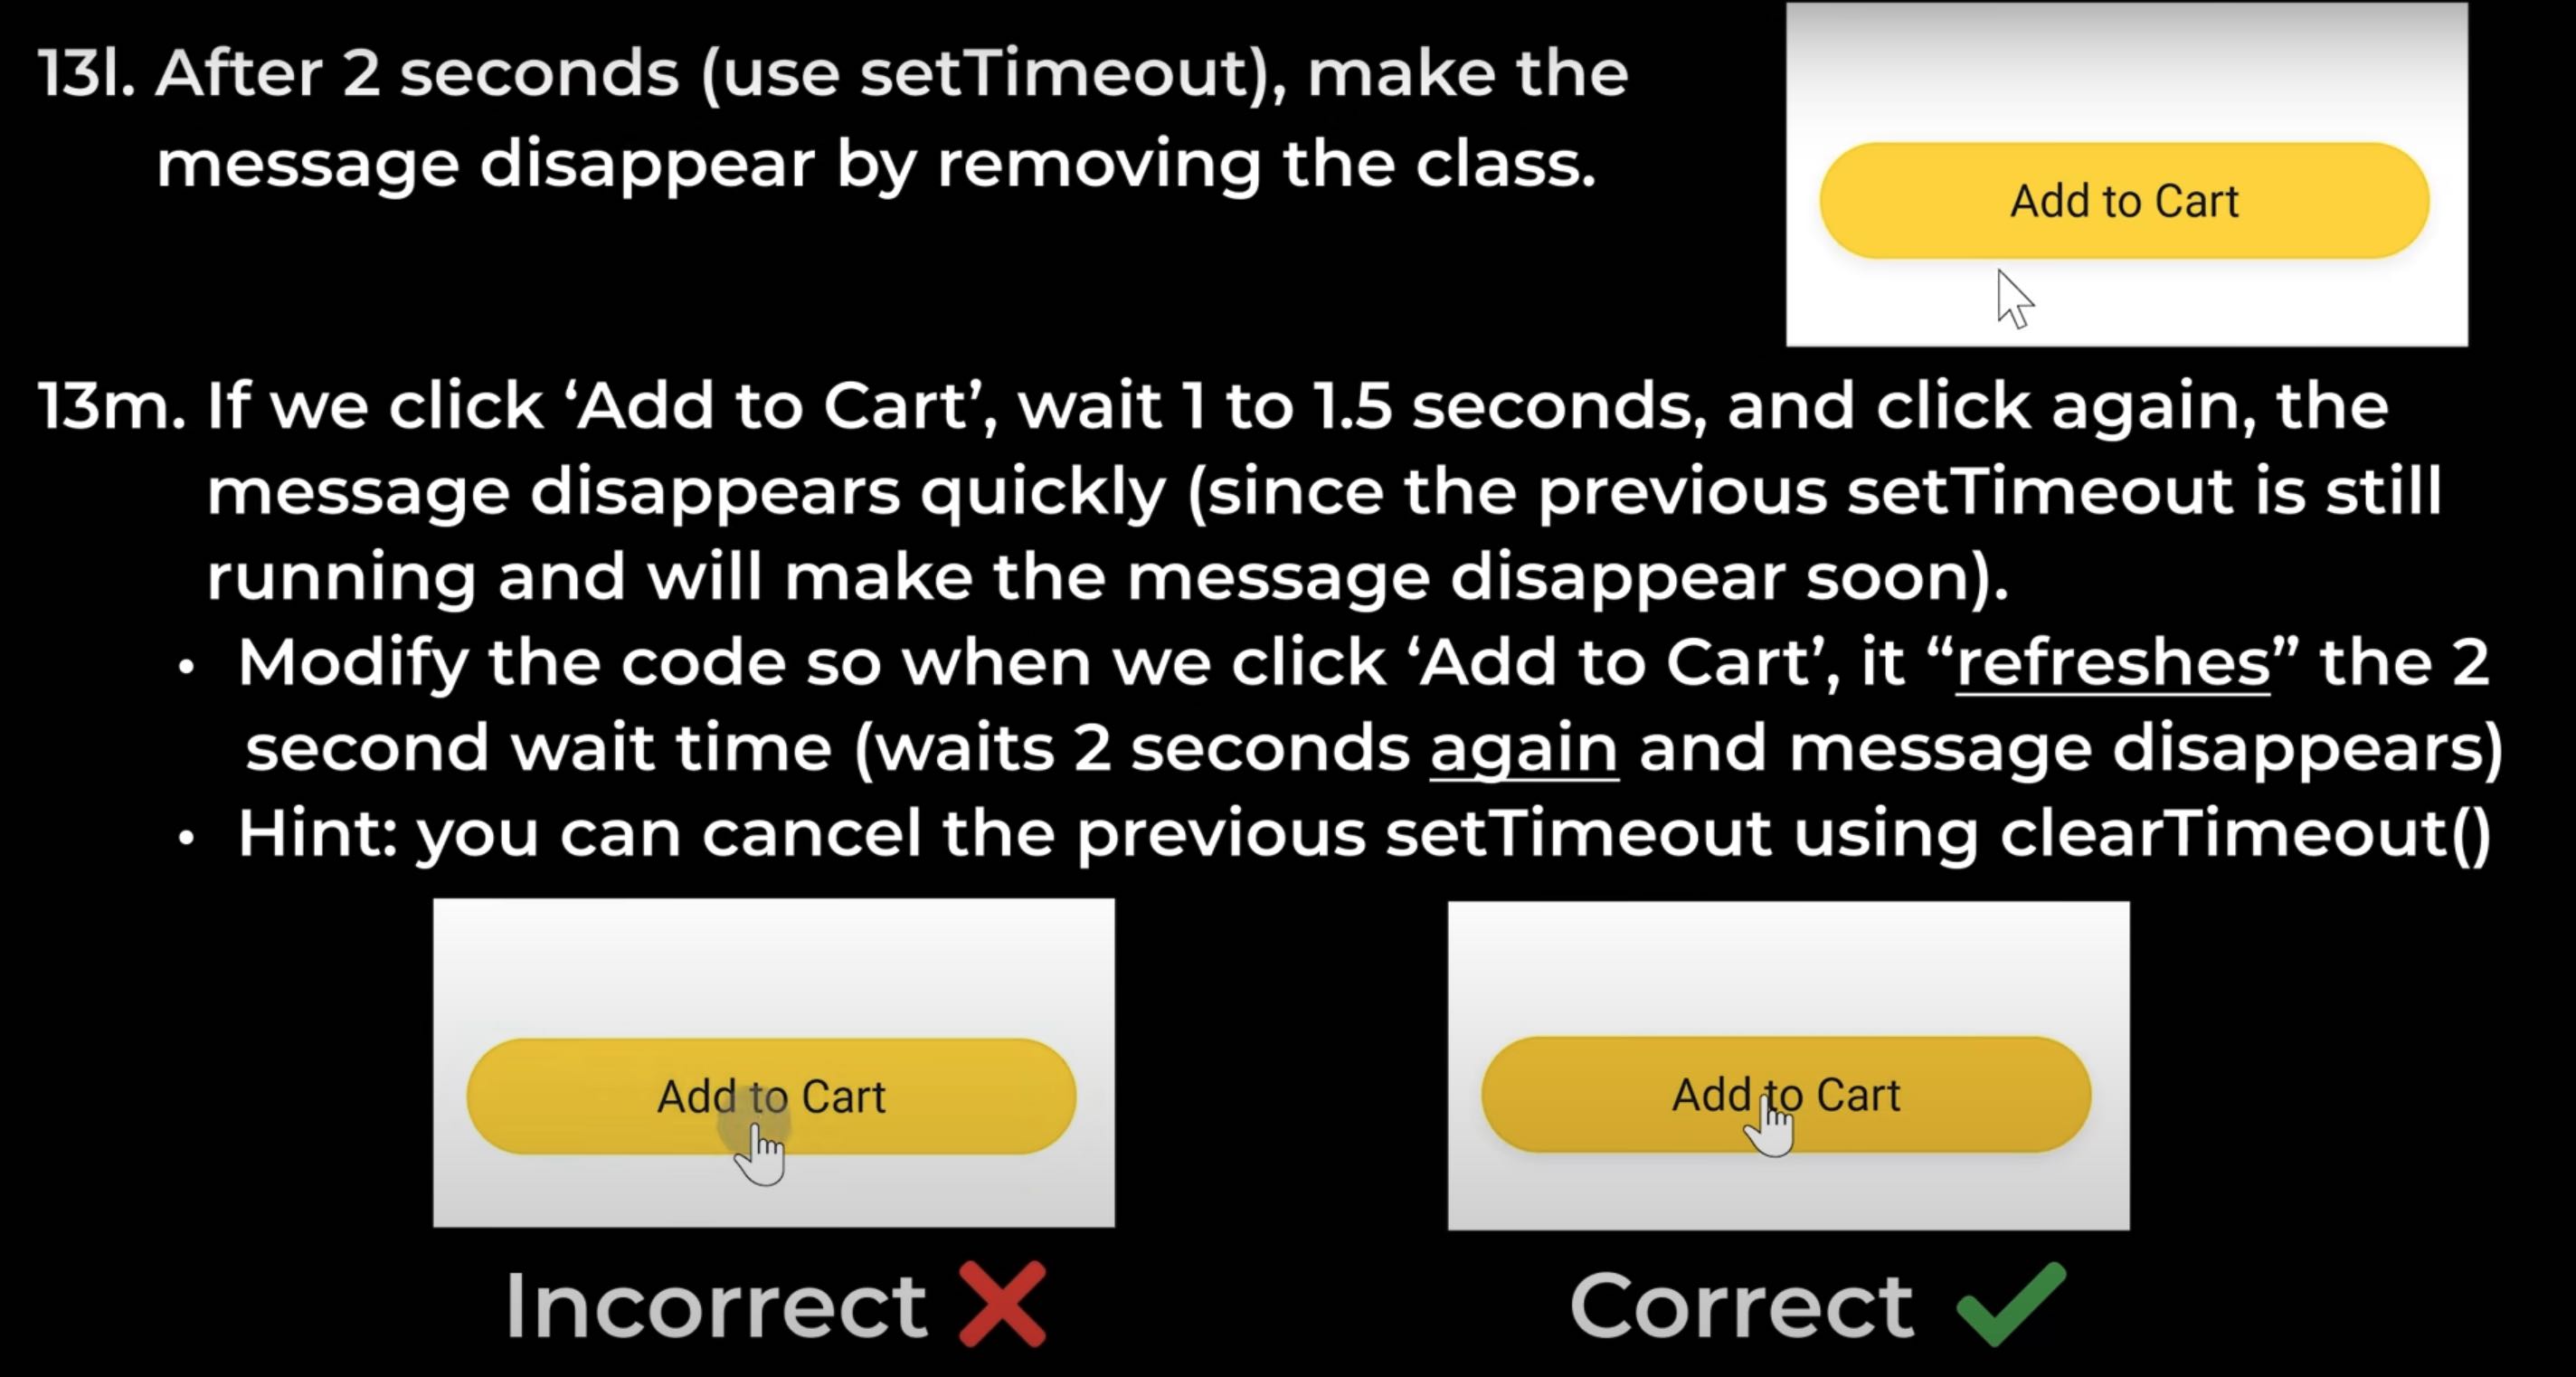 13l. After 2 seconds (use setTimeout), make the
message disappear by removing the class.
Add to Cart
13m. If we click ‘Add to Cart’, wait 1 to 1.5 seconds, and click again, the
message disappears quickly (since the previous setTimeout is still
running and will make the message disappear soon).
• Modify the code so when we click ‘Add to Cart’, it “refreshes” the 2
second wait time (waits 2 seconds again and message disappears)
• Hint: you can cancel the previous setTimeout using clearTimeout()
Add to Cart
Add to Cart
Incorrect ❌
Correct ✔